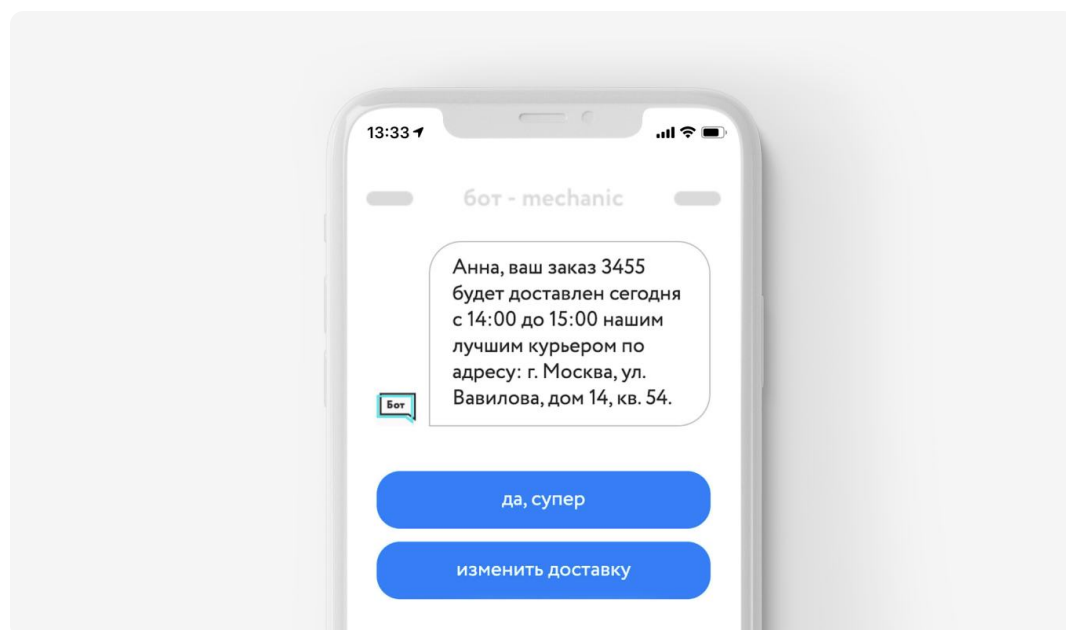 13:33
бот - mechanic
Анна, ваш заказ 3455
будет доставлен сегодня
с 14:00 до 15:00 нашим
лучшим курьером по
адресу: г. Москва, ул.
Вавилова, дом 14, кв. 54.
Бот
да, супер
изменить доставку